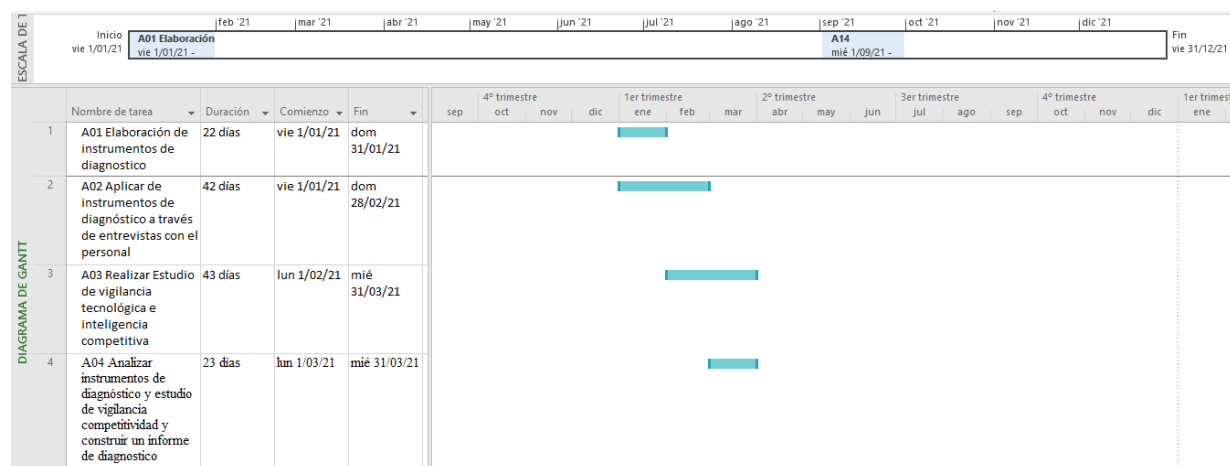 feb '21 mar '21 abr '21 may '21 jun '21 jul '21 ago '21 sep '21 oct '21 nov '21 dic '21
ESCALA DE T
Inicio
vie 1/01/21
A01 Elaboración
vie 1/01/21 -
A14
mié 1/09/21 -
Fin
vie 31/12/21
DIAGRAMA DE GANTT
Nombre de tarea Duración Comienzo Fin
4º trimestre 1er trimestre 2º trimestre 3er trimestre 4º trimestre 1er trimest
sep oct nov dic ene feb mar abr may jun jul ago sep oct nov dic ene
1 A01 Elaboración de 22 días vie 1/01/21 dom
instrumentos de 31/01/21
diagnostico
2 A02 Aplicar de 42 días vie 1/01/21 dom
instrumentos de 28/02/21
diagnóstico a través
de entrevistas con el
personal
3 A03 Realizar Estudio 43 días lun 1/02/21 mié
de vigilancia 31/03/21
tecnológica e
inteligencia
competitiva
4 A04 Analizar 23 dias lun 1/03/21 mié 31/03/21
instrumentos de
diagnóstico y estudio
de vigilancia
competitividad y
construir un informe
de diagnostico